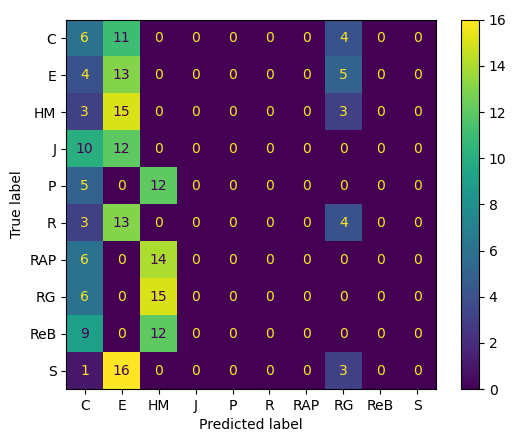 C 6 11 0 0 0 0 0 4 0 0
E 4 13 0 0 0 0 0 5 0 0
HM 3 15 0 0 0 0 0 3 0 0
J 10 12 0 0 0 0 0 0 0 0
P 5 0 12 0 0 0 0 0 0 0
R 3 13 0 0 0 0 0 4 0 0
RAP 6 0 14 0 0 0 0 0 0 0
RG 6 0 15 0 0 0 0 0 0 0
ReB 9 0 12 0 0 0 0 0 0 0
S 1 16 0 0 0 0 0 3 0 0
C E HM J P R RAP RG ReB S
Predicted label
True label
16
14
12
10
8
6
4
2
0